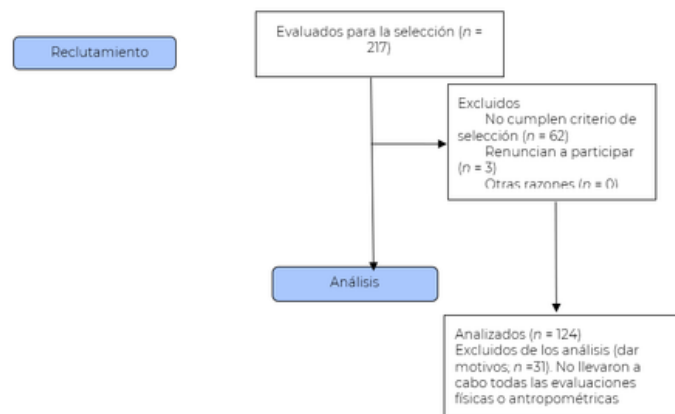 Reclutamiento
Evaluados para la selección (n =
217)
Excluidos
No cumplen criterio de
selección (n = 62)
Renuncian a participar
(n = 3)
Otras razones (n = 0)
Análisis
Analizados (n = 124)
Excluidos de los análisis (dar
motivos; n =31). No llevaron a
cabo todas las evaluaciones
físicas o antropométricas